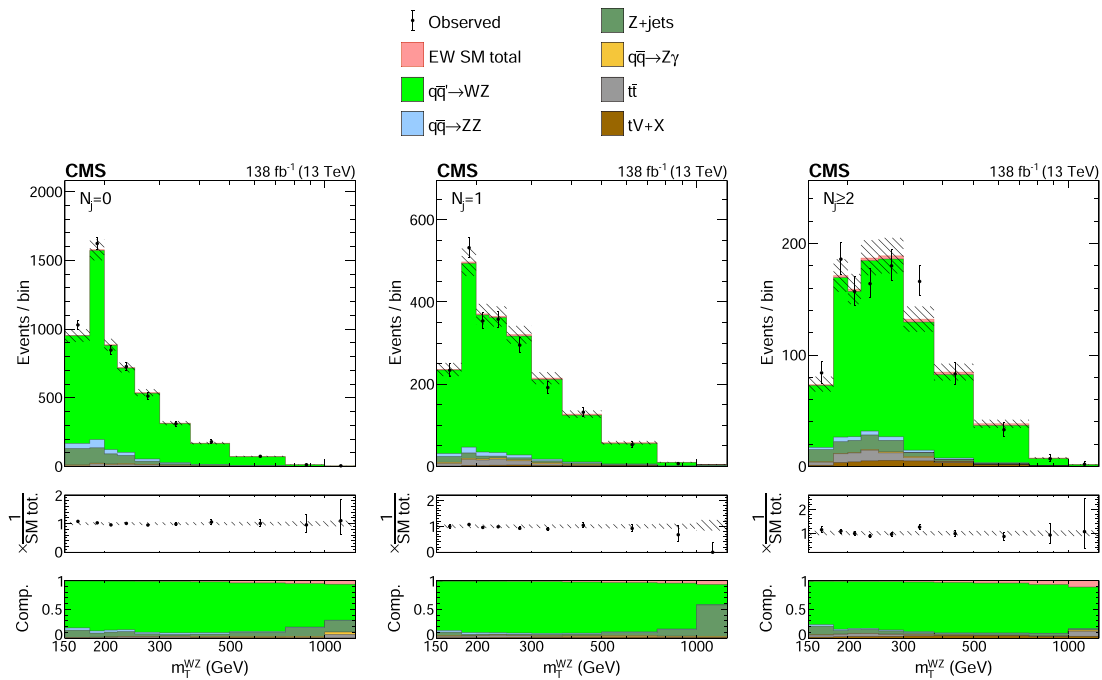 Observed
EW SM total
qq̅'→WZ
qq̅→ZZ
Z+jets
qq̅→Zγ
tt̅
tV+X
CMS 138 fb⁻¹ (13 TeV)
N_j=0
Events / bin
2000
1500
1000
500
0
×1/SM tot.
2
1
0
Comp.
1
0.5
0
150 200 300 1000
m_T^WZ (GeV)
CMS 138 fb⁻¹ (13 TeV)
N_j=1
Events / bin
600
400
200
0
×1/SM tot.
2
1
0
Comp.
1
0.5
0
150 200 300 1000
m_T^WZ (GeV)
CMS 138 fb⁻¹ (13 TeV)
N_j≥2
Events / bin
200
100
0
×1/SM tot.
2
1
Comp.
1
0.5
0
150 200 300 1000
m_T^WZ (GeV)